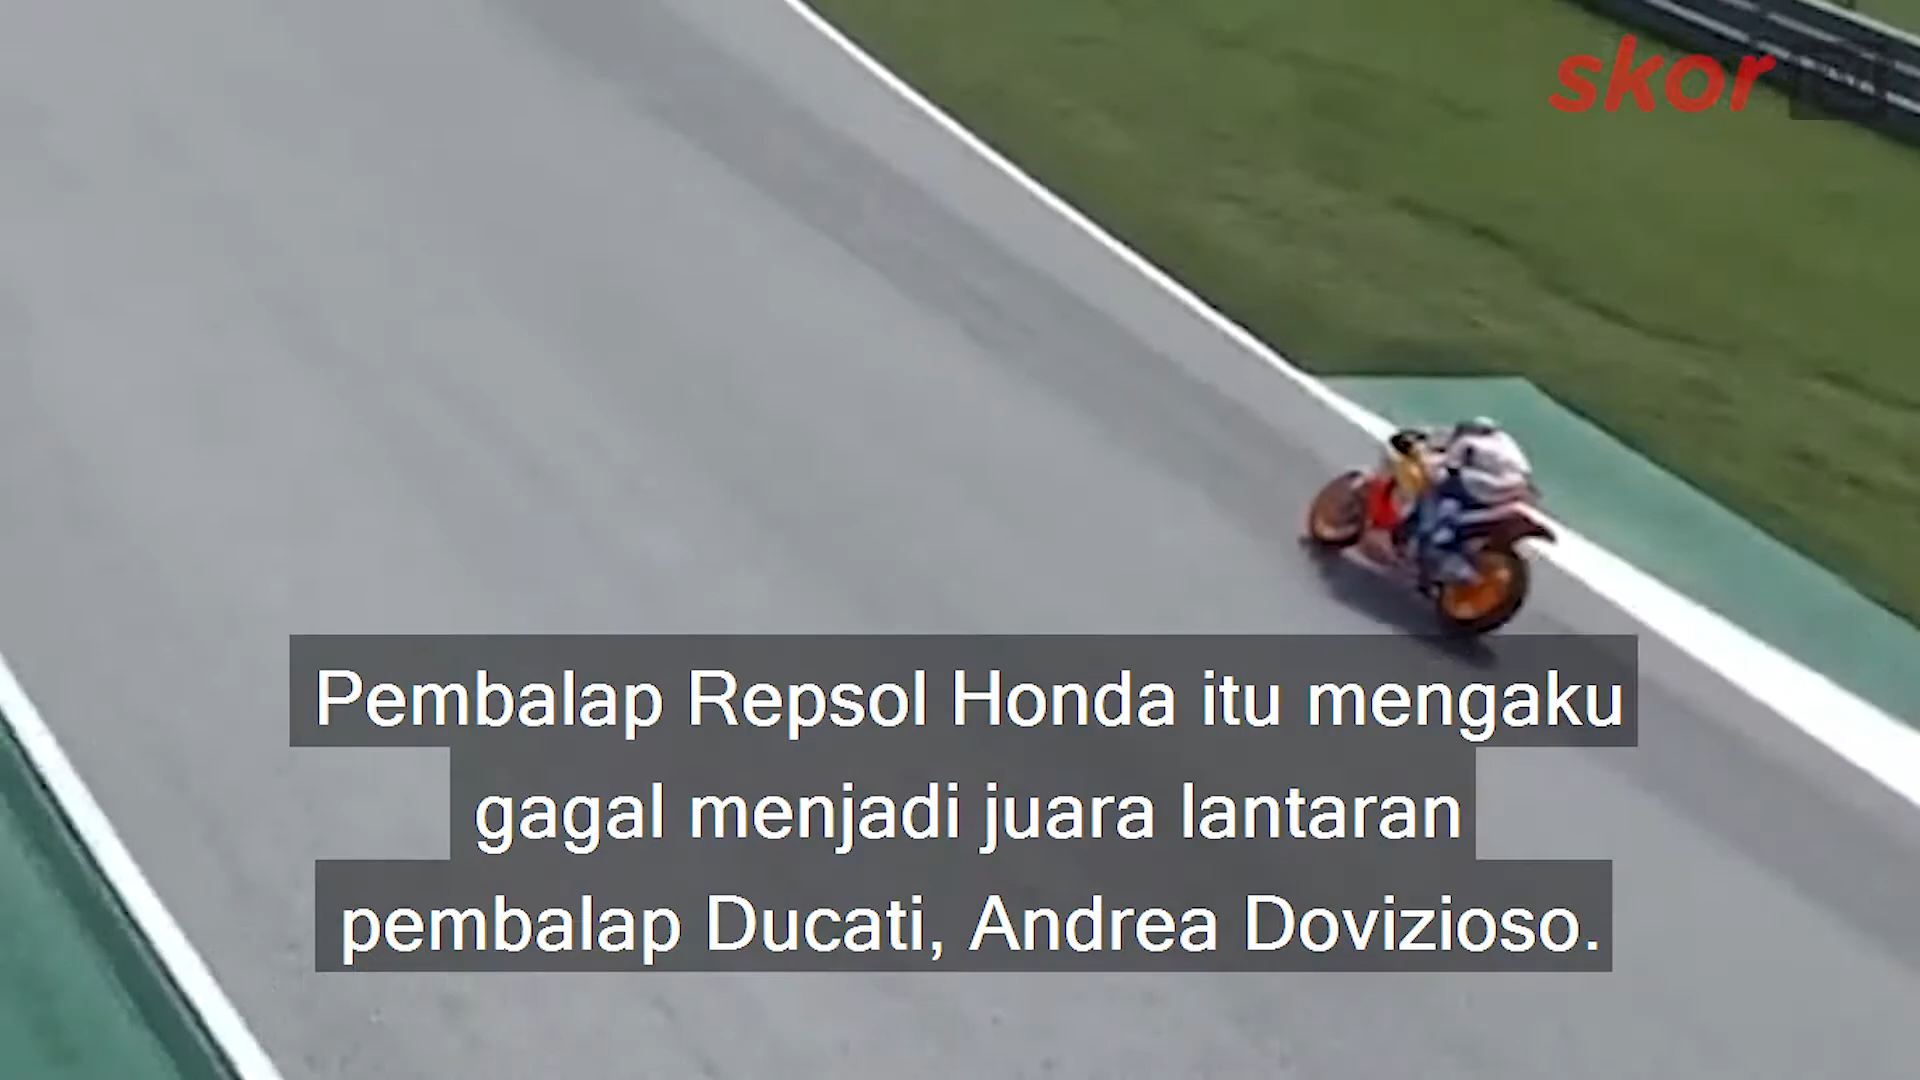 skor
Pembalap Repsol Honda itu mengaku
gagal menjadi juara lantaran
pembalap Ducati, Andrea Dovizioso.